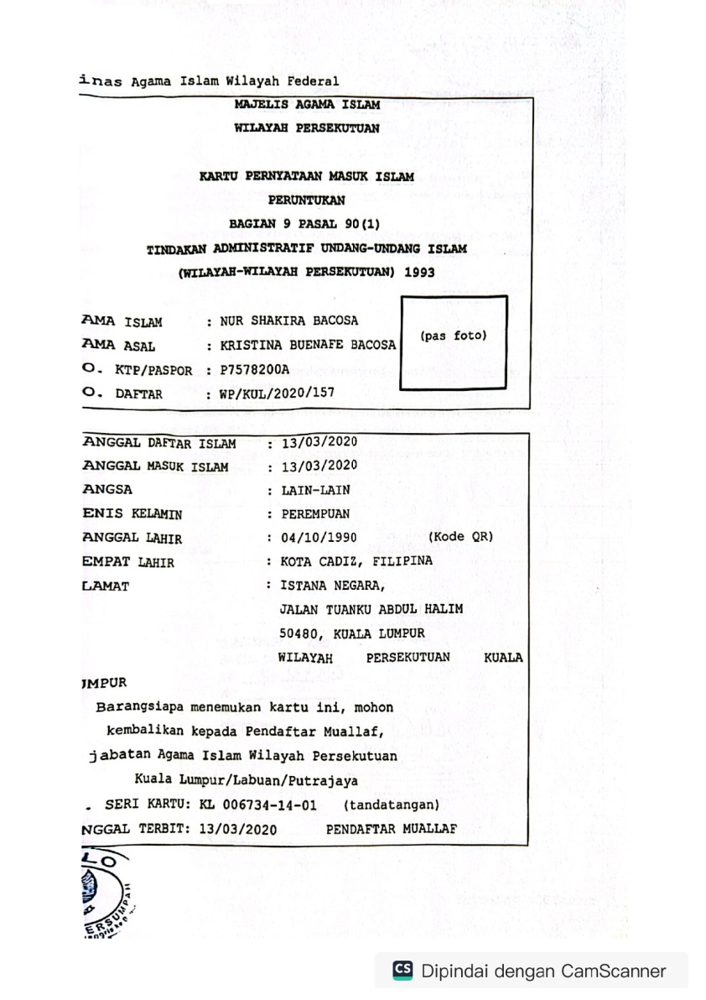 inas Agama Islam Wilayah Federal
MAJELIS AGAMA ISLAM
WILAYAH PERSEKUTUAN
KARTU PERNYATAAN MASUK ISLAM
PERUNTUKAN
BAGIAN 9 PASAL 90(1)
TINDAKAN ADMINISTRATIF UNDANG-UNDANG ISLAM
(WILAYAH-WILAYAH PERSEKUTUAN) 1993
AMA ISLAM : NUR SHAKIRA BACOSA
(pas foto)
AMA ASAL : KRISTINA BUENAFE BACOSA
O. KTP/PASPOR : P7578200A
O. DAFTAR : WP/KUL/2020/157
ANGGAL DAFTAR ISLAM : 13/03/2020
ANGGAL MASUK ISLAM : 13/03/2020
ANGSA : LAIN-LAIN
ENIS KELAMIN : PEREMPUAN
ANGGAL LAHIR : 04/10/1990 (Kode QR)
EMPAT LAHIR : KOTA CADIZ, FILIPINA
LAMAT : ISTANA NEGARA,
JALAN TUANKU ABDUL HALIM
50480, KUALA LUMPUR
WILAYAH PERSEKUTUAN KUALA
UMPUR
Barangsiapa menemukan kartu ini, mohon
kembalikan kepada Pendaftar Muallaf,
jabatan Agama Islam Wilayah Persekutuan
Kuala Lumpur/Labuan/Putrajaya
. SERI KARTU: KL 006734-14-01 (tandatangan)
NGGAL TERBIT: 13/03/2020 PENDAFTAR MUALLAF
LO
ERSUMPAH
CS Dipindai dengan CamScanner